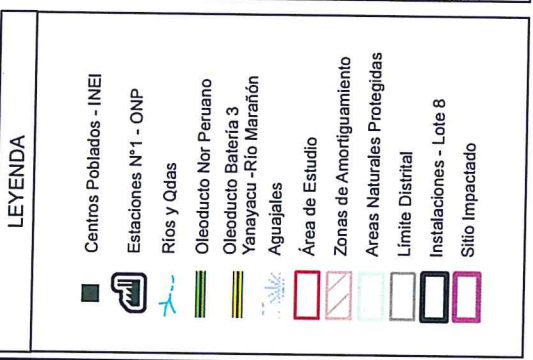 LEYENDA
Centros Poblados - INEI
Estaciones N°1 - ONP
Ríos y Qdas
Oleoducto Nor Peruano
Oleoducto Batería 3
Yanayacu -Río Marañón
Aguajales
Área de Estudio
Zonas de Amortiguamiento
Areas Naturales Protegidas
Límite Distrital
Instalaciones - Lote 8
Sitio Impactado